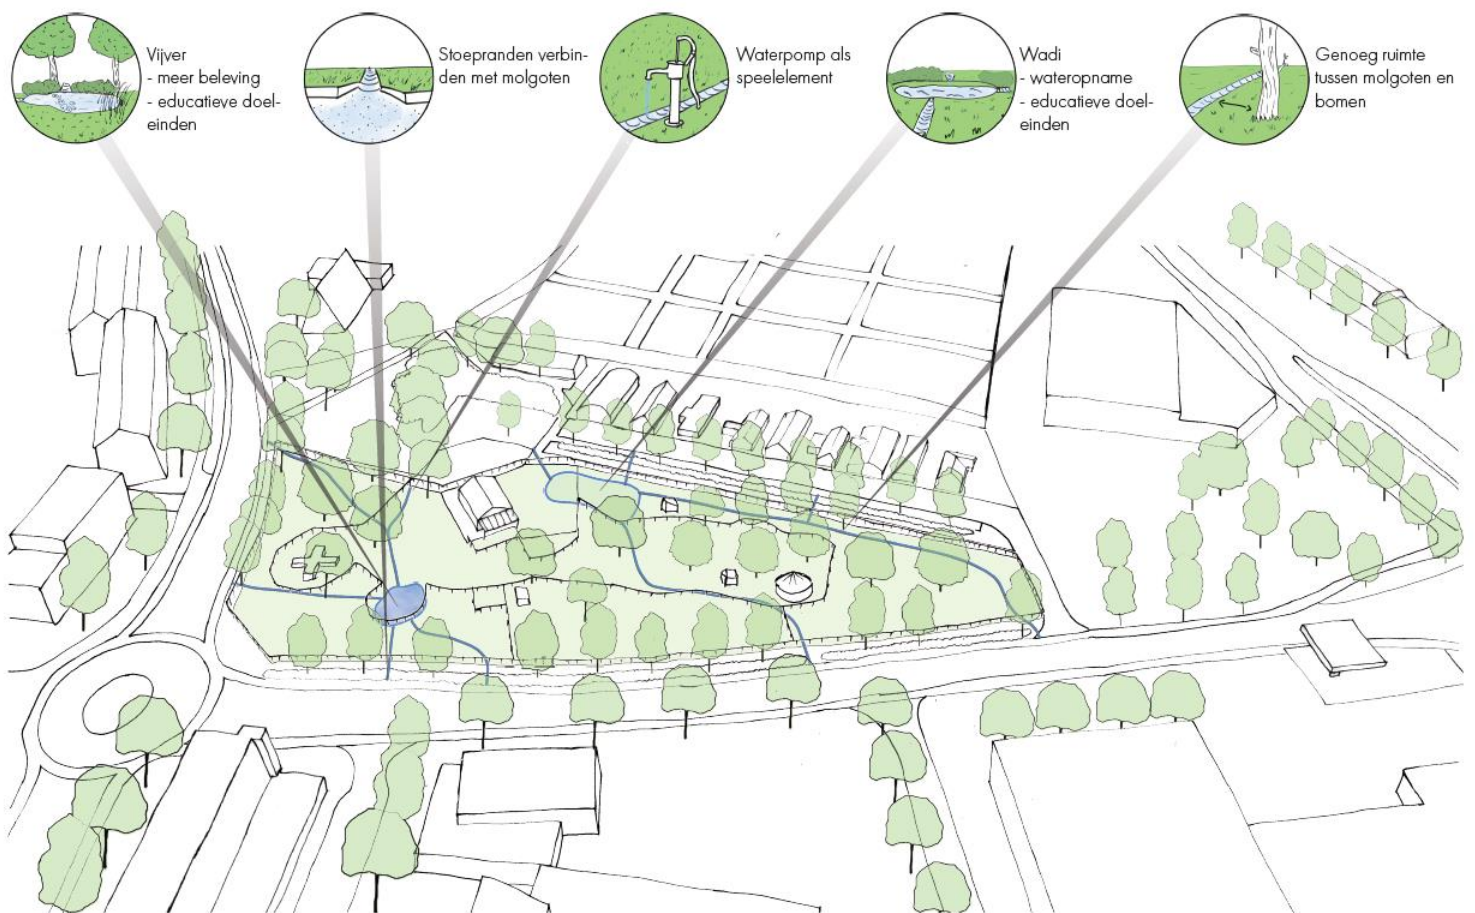 Vijver
- meer beleving
- educatieve doel-
einden
Stoepranden verbin-
den met molgoten
Waterpomp als
speelelement
Wadi
- wateropname
- educatieve doel-
einden
Genoeg ruimte
tussen molgoten en
bomen